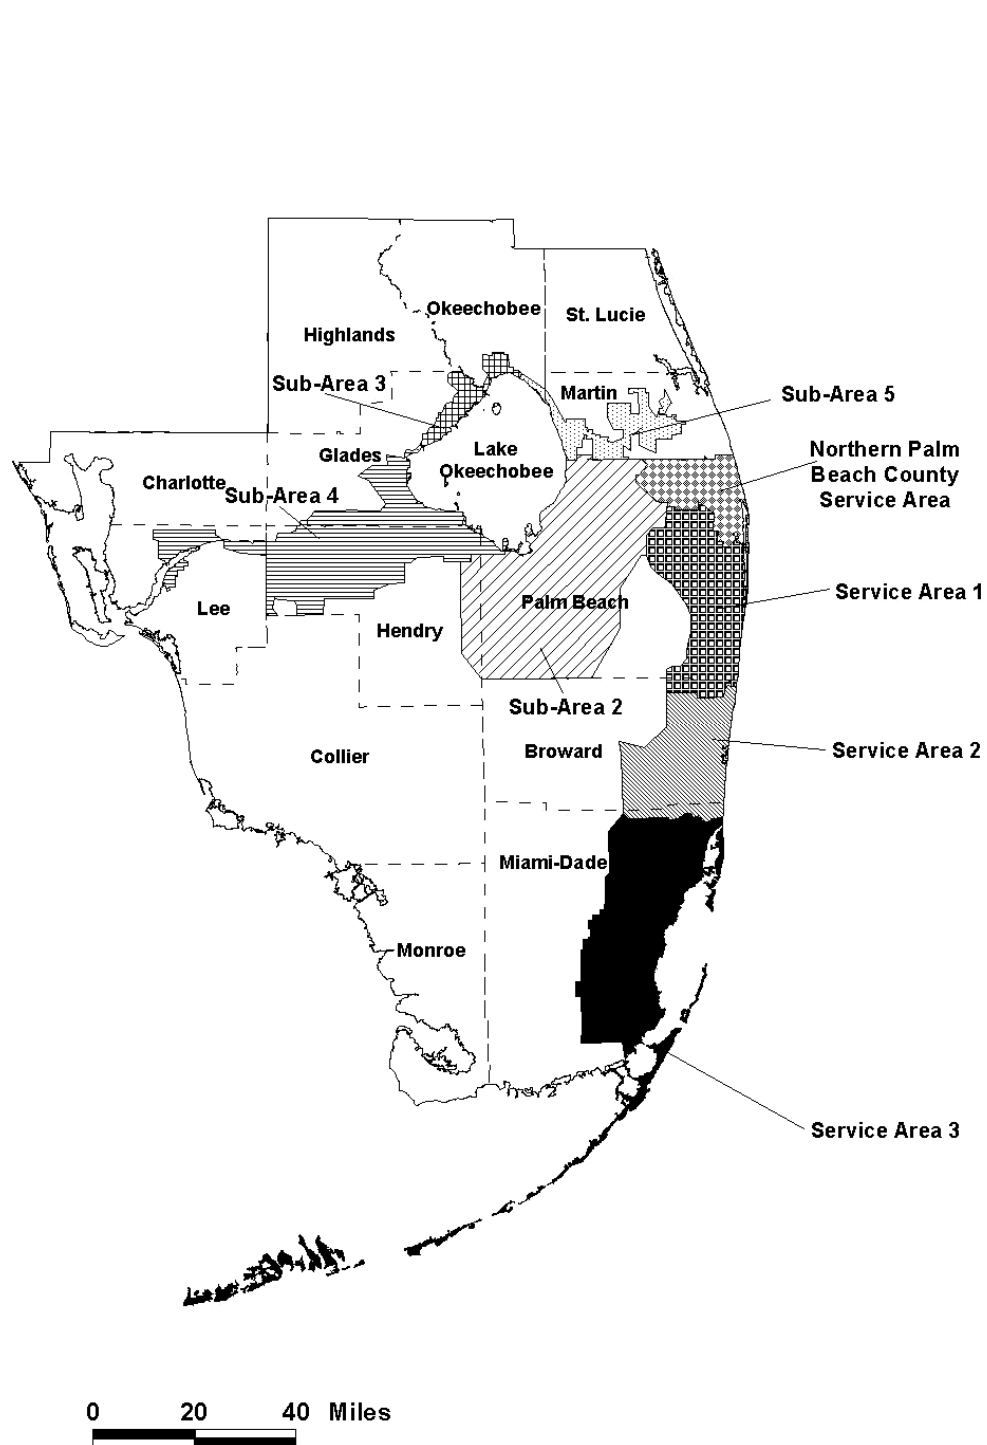 Okeechobee
St. Lucie
Highlands
Sub-Area 3
Martin
Sub-Area 5
Northern Palm
Beach County
Service Area
Glades
Lake
Okeechobee
Charlotte
Sub-Area 4
Service Area 1
Palm Beach
Lee
Hendry
Sub-Area 2
Collier
Broward
Service Area 2
Miami-Dade
Monroe
Service Area 3
0 20 40 Miles